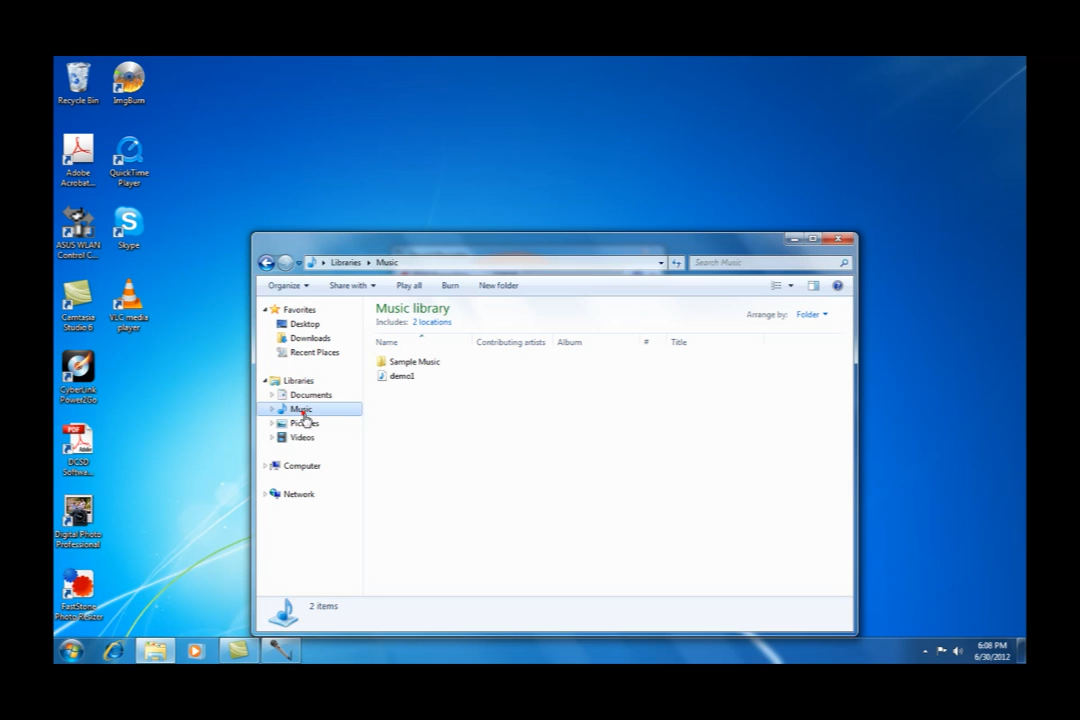 Recycle Bin
ImgBurn
Adobe
Acrobat...
QuickTime
Player
ASUS WLAN
Control C...
Skype
Camtasia
Studio 6
VLC media
player
CyberLink
Power2Go
DCSD
Softwa...
Digital Photo
Professional
FastStone
Photo Resizer
Libraries Music
Search Music
Organize Share with Play all Burn New folder
Favorites
Desktop
Downloads
Recent Places
Libraries
Documents
Music
Pictures
Videos
Computer
Network
Music library
Includes: 2 locations
Arrange by: Folder
Name Contributing artists Album # Title
Sample Music
demo1
2 items
6:08 PM
6/30/2012